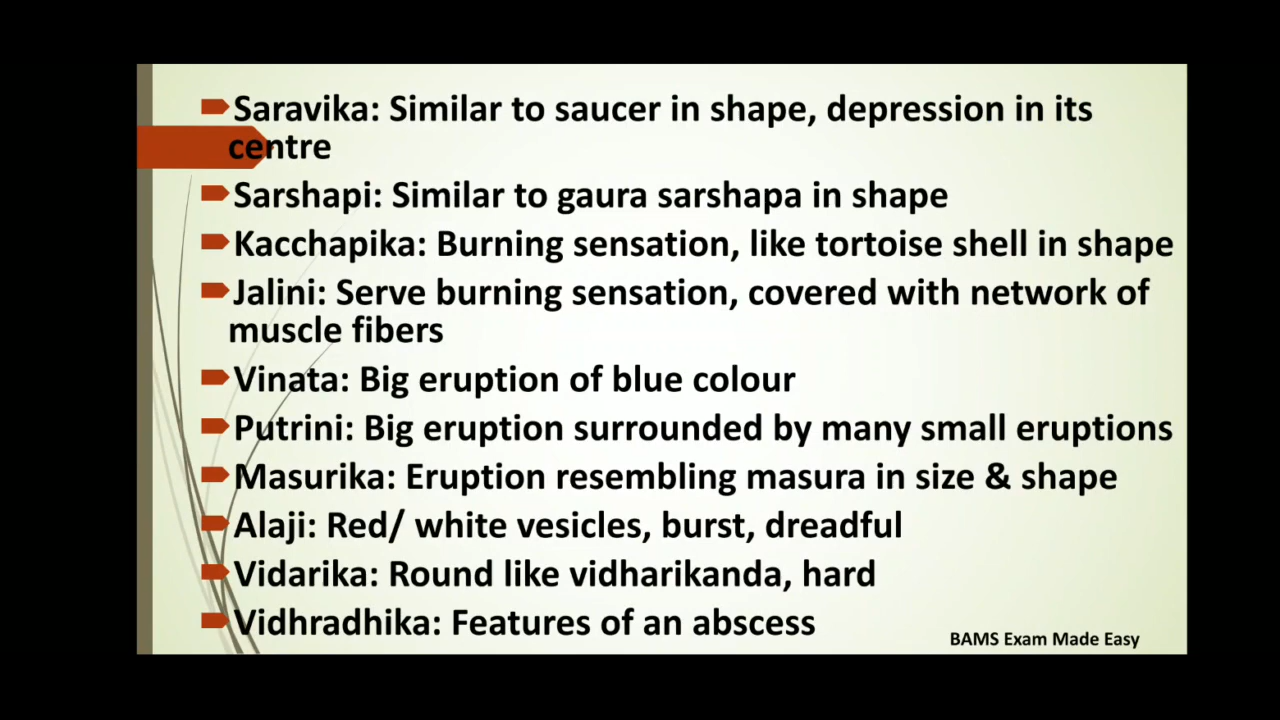 Saravika: Similar to saucer in shape, depression in its
centre
Sarshapi: Similar to gaura sarshapa in shape
Kacchapika: Burning sensation, like tortoise shell in shape
Jalini: Serve burning sensation, covered with network of
muscle fibers
Vinata: Big eruption of blue colour
Putrini: Big eruption surrounded by many small eruptions
Masurika: Eruption resembling masura in size & shape
Alaji: Red/ white vesicles, burst, dreadful
Vidarika: Round like vidharikanda, hard
Vidhradhika: Features of an abscess
BAMS Exam Made Easy